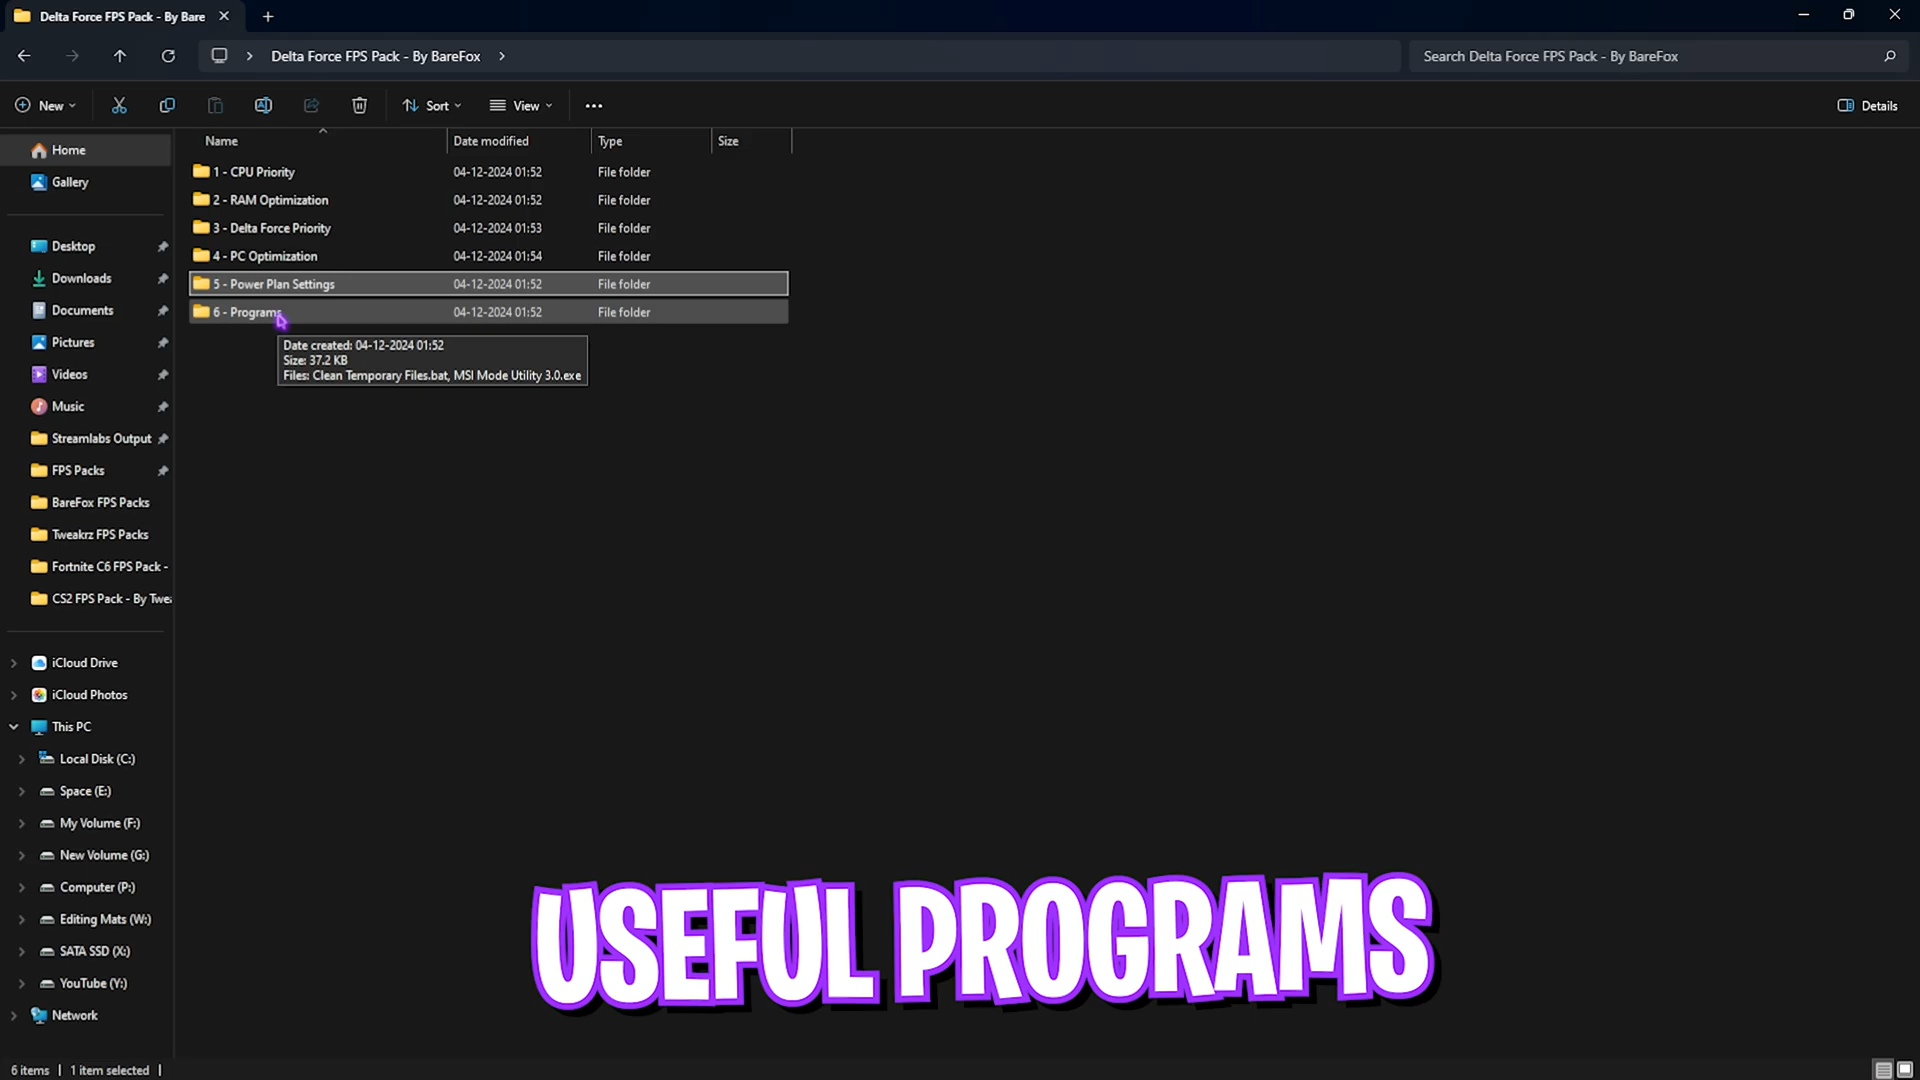 Delta Force FPS Pack - By Bare
Delta Force FPS Pack - By BareFox
Search Delta Force FPS Pack - By BareFox
New
Sort
View
Details
Name Date modified Type Size
Home
Gallery
Desktop
Downloads
Documents
Pictures
Videos
Music
Streamlabs Output
FPS Packs
BareFox FPS Packs
Tweakrz FPS Packs
Fortnite C6 FPS Pack -
CS2 FPS Pack - By Twea
iCloud Drive
iCloud Photos
This PC
Local Disk (C:)
Space (E:)
My Volume (F:)
New Volume (G:)
Computer (P:)
Editing Mats (W:)
SATA SSD (X:)
YouTube (Y:)
Network
1 - CPU Priority 04-12-2024 01:52 File folder
2 - RAM Optimization 04-12-2024 01:52 File folder
3 - Delta Force Priority 04-12-2024 01:53 File folder
4 - PC Optimization 04-12-2024 01:54 File folder
5 - Power Plan Settings 04-12-2024 01:52 File folder
6 - Programs 04-12-2024 01:52 File folder
Date created: 04-12-2024 01:52
Size: 37.2 KB
Files: Clean Temporary Files.bat, MSI Mode Utility 3.0.exe
USEFUL PROGRAMS
6 items 1 item selected